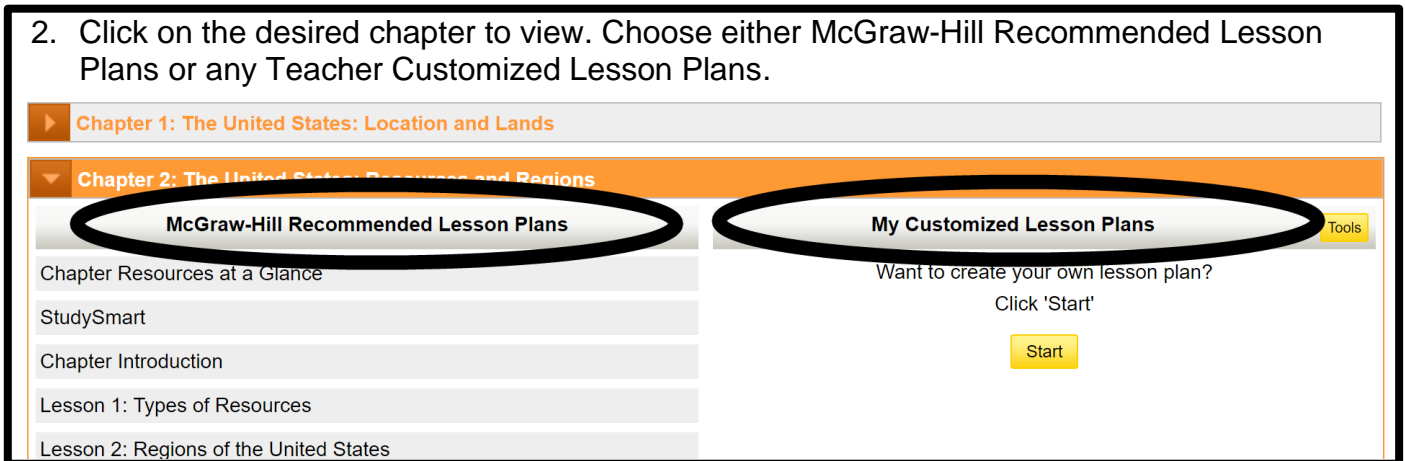 2. Click on the desired chapter to view. Choose either McGraw-Hill Recommended Lesson
Plans or any Teacher Customized Lesson Plans.
Chapter 1: The United States: Location and Lands
Chapter 2: The United States: Resources and Regions
McGraw-Hill Recommended Lesson Plans
Chapter Resources at a Glance
StudySmart
Chapter Introduction
Lesson 1: Types of Resources
Lesson 2: Regions of the United States
My Customized Lesson Plans
Tools
Want to create your own lesson plan?
Click 'Start'
Start